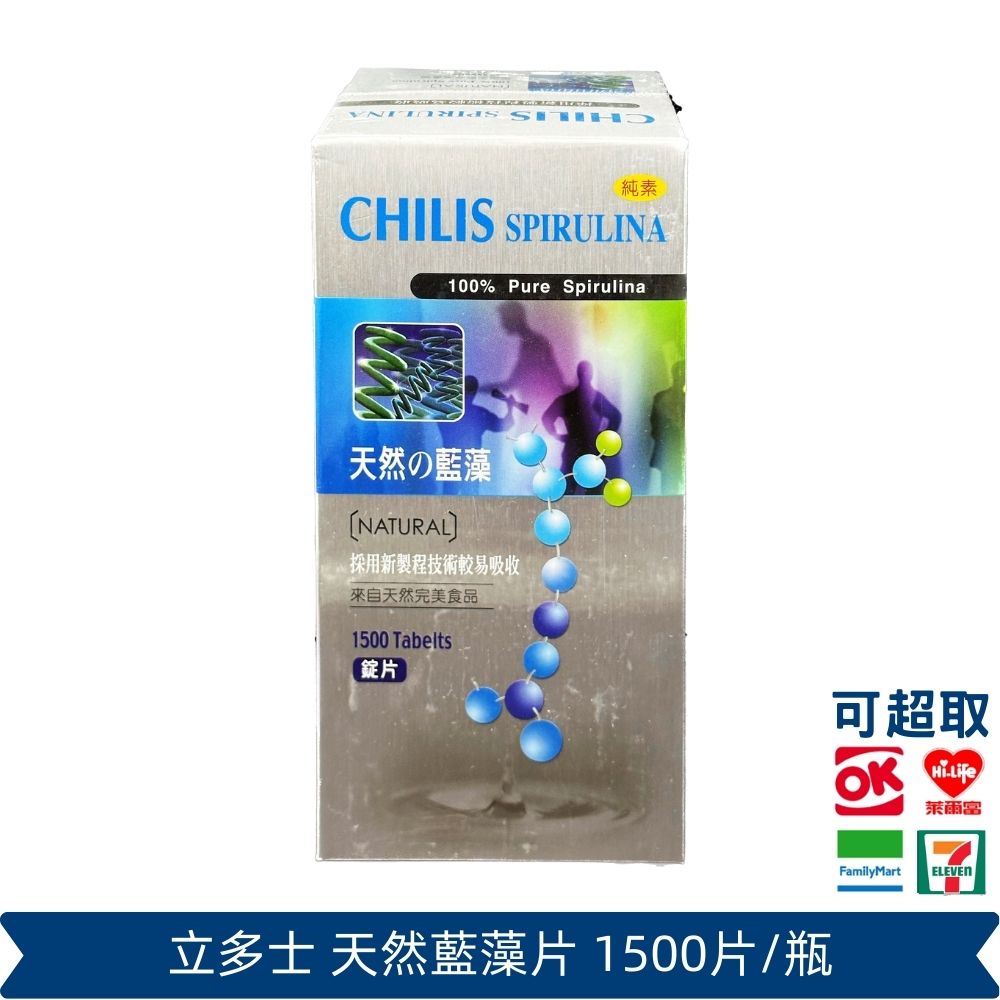 [NATURAL]
CHILIS SPIRULINA
純素
CHILIS SPIRULINA
100% Pure Spirulina
天然の藍藻
[NATURAL]
採用新製程技術較易吸收
來自天然完美食品
1500 Tabelts
錠片
可超取
OK
Hi-Life
萊爾富
FamilyMart
7
ELEVEN
立多士 天然藍藻片 1500片/瓶